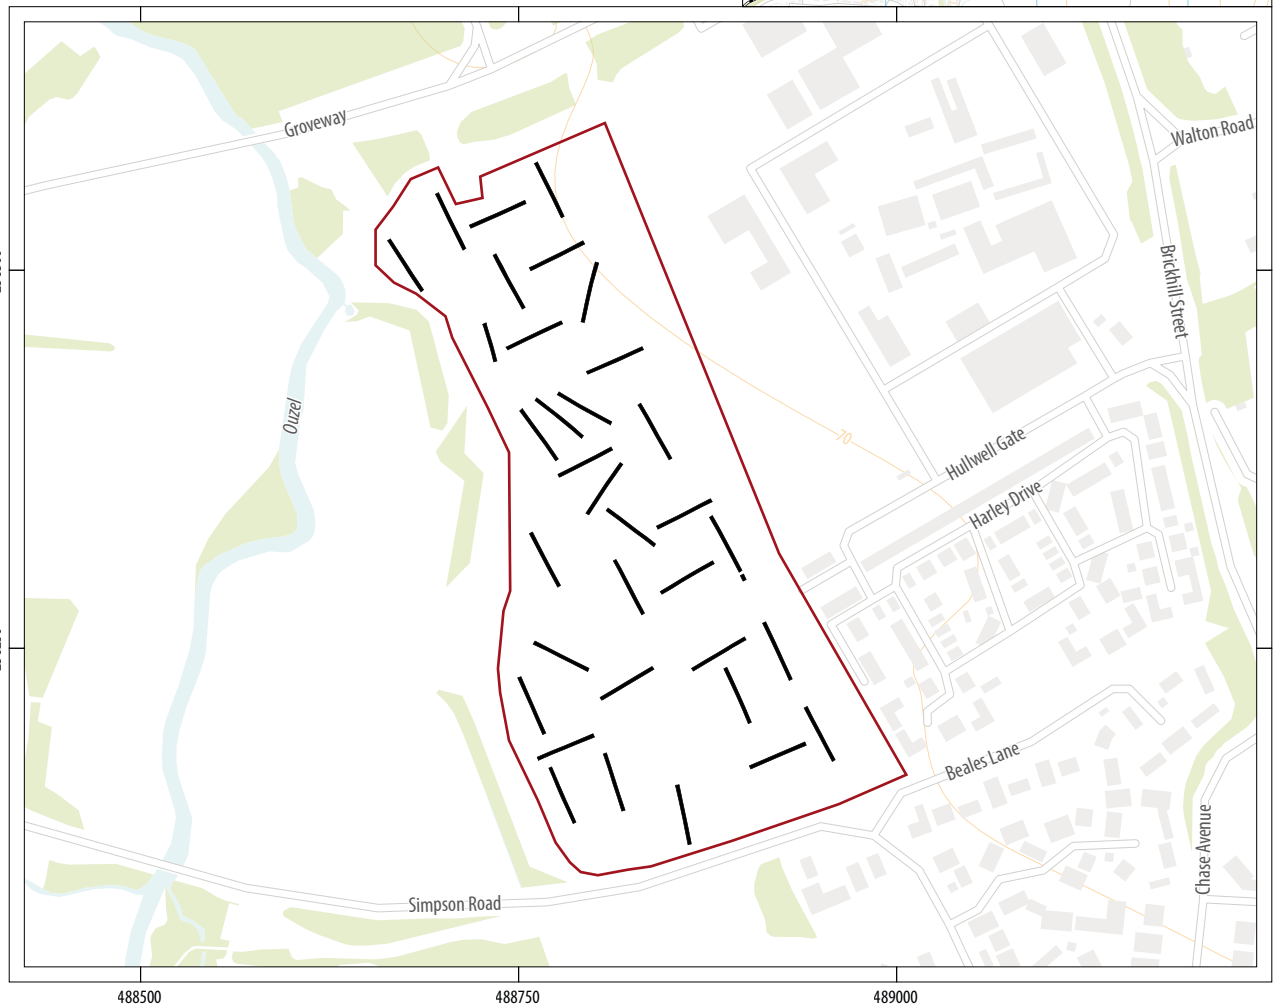 Groveway
Walton Road
Brickhill Street
Ouzel
70
Hullwell Gate
Harley Drive
Beales Lane
Chase Avenue
Simpson Road
488500
488750
489000